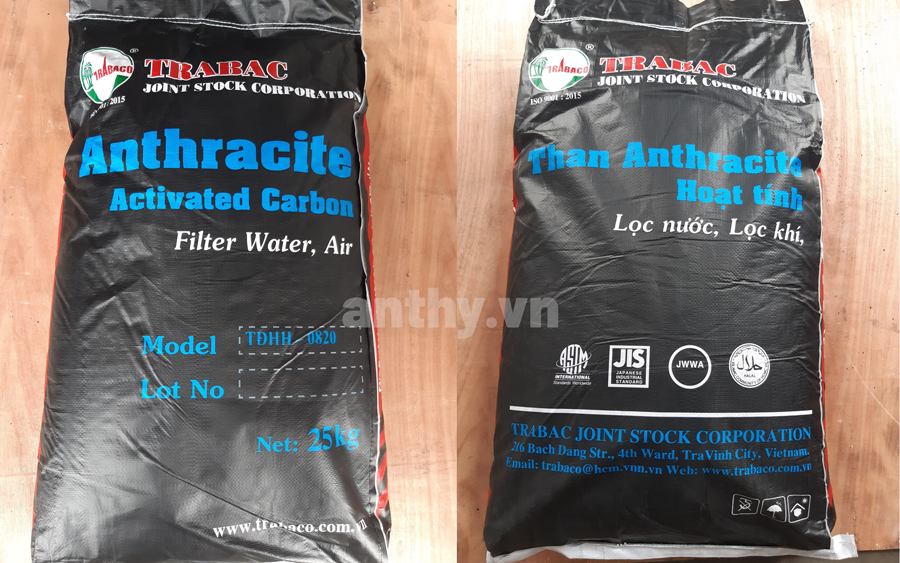 TRABACO
®
TRABAC
JOINT STOCK CORPORATION
Anthracite
Activated Carbon
Filter Water, Air
Model TĐHH - 0820
Lot No
Net: 25kg
www.trabaco.com.vn
TRABACO
®
ISO 9001 : 2015
TRABAC
JOINT STOCK CORPORATION
Than Anthracite
Hoạt tính
Lọc nước, Lọc khí,
anthy.vn
ASTM
INTERNATIONAL
Standards Worldwide
JIS
JAPANESE
INDUSTRIAL
STANDARD
JWWA
حلال
HALAL
TRABAC JOINT STOCK CORPORATION
216 Bach Dang Str., 4th Ward, TraVinh City, Vietnam.
Email: trabaco@hcm.vnn.vn Web: www.trabaco.com.vn